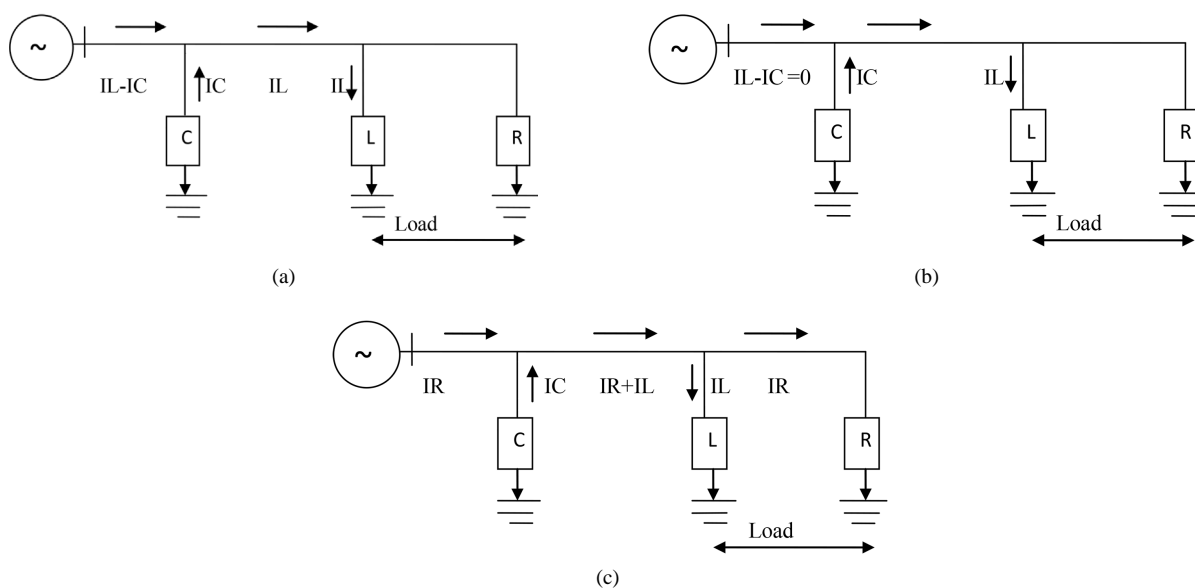 ~
IL-IC
IC
IL
IL
C
L
R
Load
(a)
~
IL-IC =0
IC
IL
C
L
R
Load
(b)
~
IR
IC
IR+IL
IL
IR
C
L
R
Load
(c)